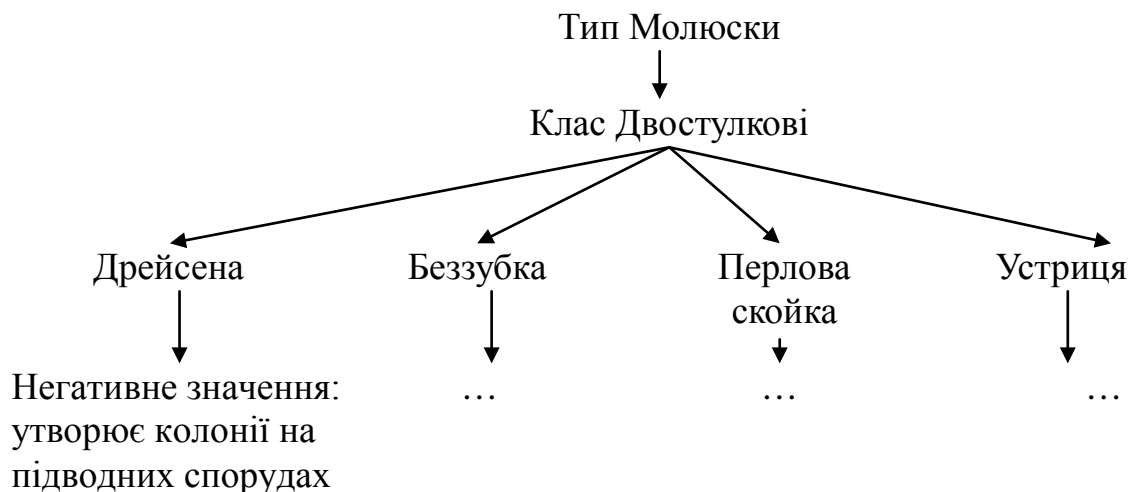 Тип Молюски
Клас Двостулкові
Дрейсена
Беззубка
Перлова
скойка
Устриця
Негативне значення:
утворює колонії на
підводних спорудах
…
…
…